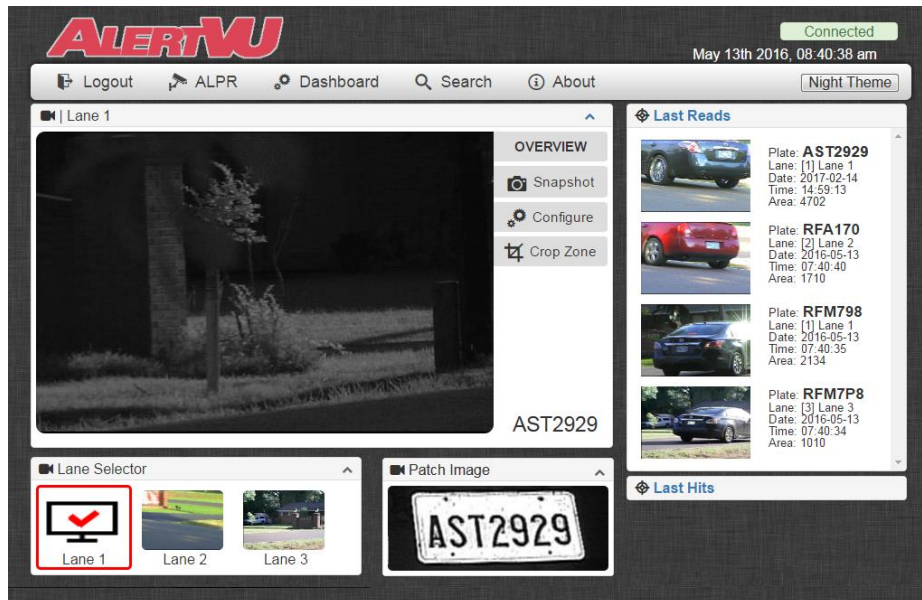 ALERTVU
Connected
May 13th 2016, 08:40:38 am
Logout ALPR Dashboard Search About Night Theme
| Lane 1
OVERVIEW
Snapshot
Configure
Crop Zone
AST2929
Last Reads
Plate: AST2929
Lane: [1] Lane 1
Date: 2017-02-14
Time: 14:59:13
Area: 4702
Plate: RFA170
Lane: [2] Lane 2
Date: 2016-05-13
Time: 07:40:40
Area: 1710
Plate: RFM798
Lane: [1] Lane 1
Date: 2016-05-13
Time: 07:40:35
Area: 2134
Plate: RFM7P8
Lane: [3] Lane 3
Date: 2016-05-13
Time: 07:40:34
Area: 1010
Lane Selector
Lane 1 Lane 2 Lane 3
Patch Image
AST2929
Last Hits